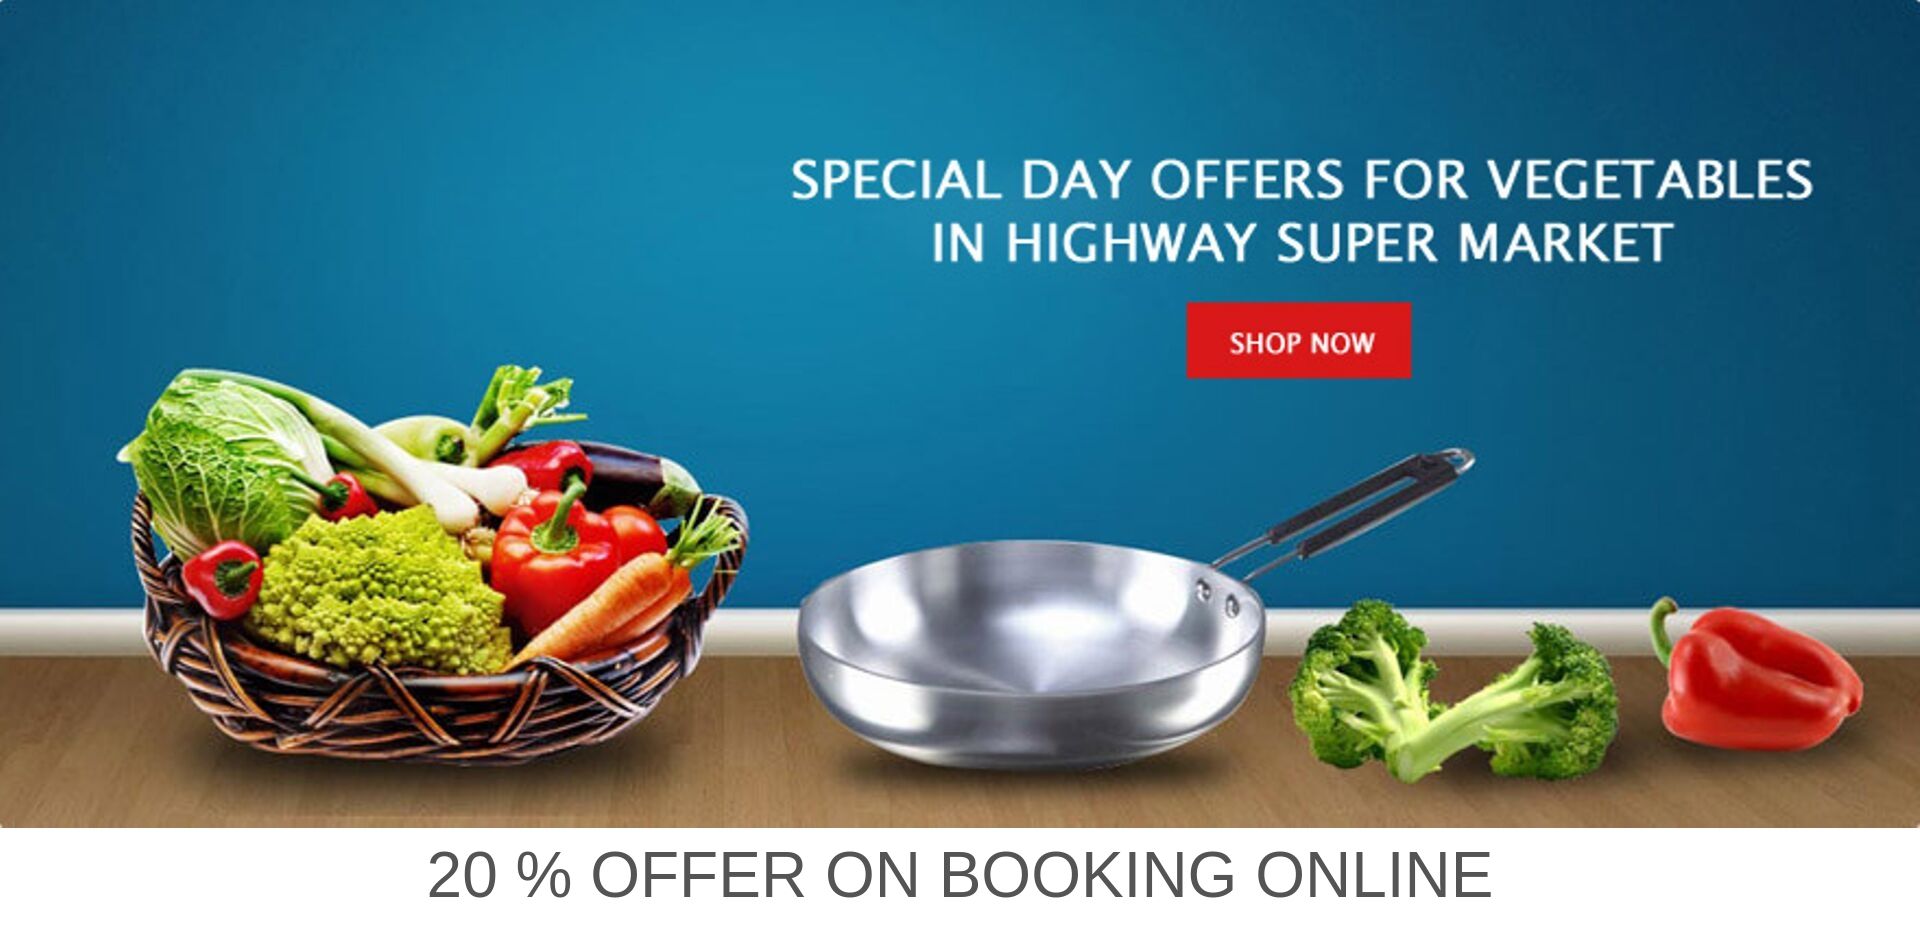 SPECIAL DAY OFFERS FOR VEGETABLES
IN HIGHWAY SUPER MARKET
SHOP NOW
20 % OFFER ON BOOKING ONLINE